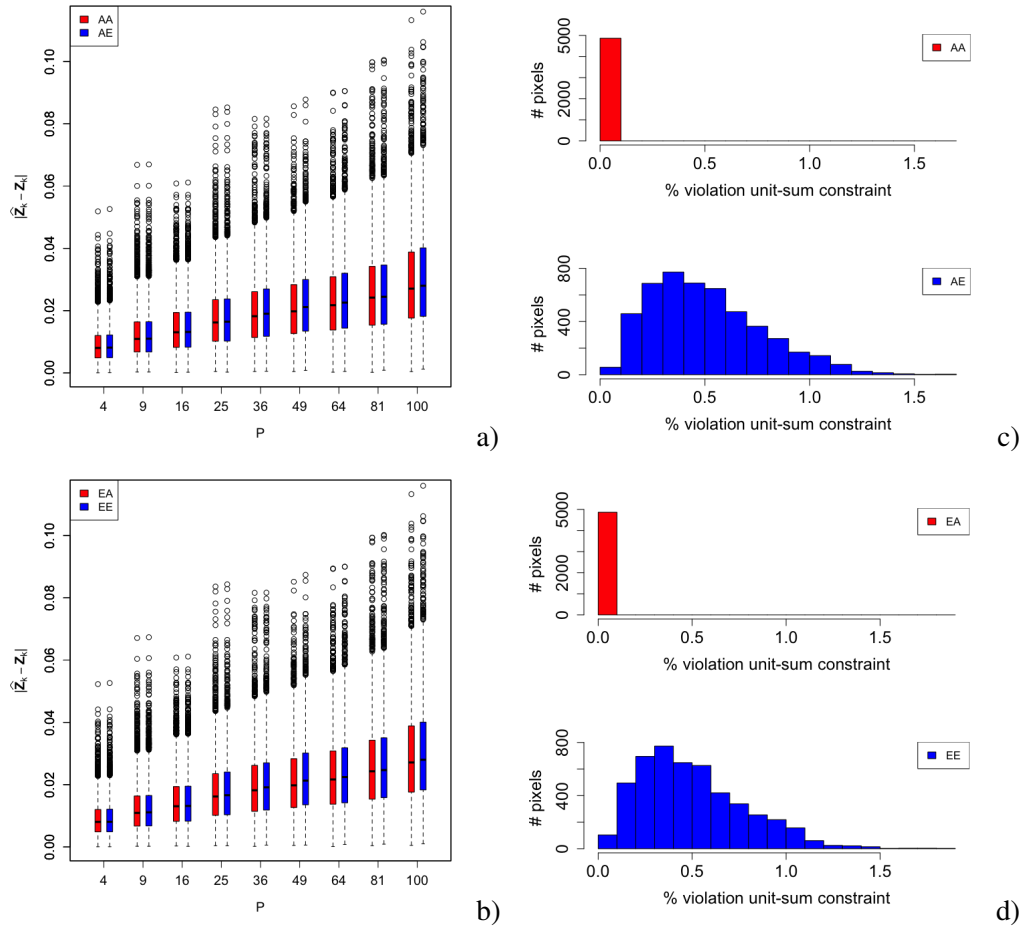 AA
AE
|Ẑₖ − Zₖ|
0.00 0.02 0.04 0.06 0.08 0.10
4 9 16 25 36 49 64 81 100
P
a)
AA
# pixels
0 2000 5000
0.0 0.5 1.0 1.5
% violation unit-sum constraint
AE
# pixels
0 400 800
0.0 0.5 1.0 1.5
% violation unit-sum constraint
c)
EA
EE
|Ẑₖ − Zₖ|
0.00 0.02 0.04 0.06 0.08 0.10
4 9 16 25 36 49 64 81 100
P
b)
EA
# pixels
0 2000 5000
0.0 0.5 1.0 1.5
% violation unit-sum constraint
EE
# pixels
0 400 800
0.0 0.5 1.0 1.5
% violation unit-sum constraint
d)